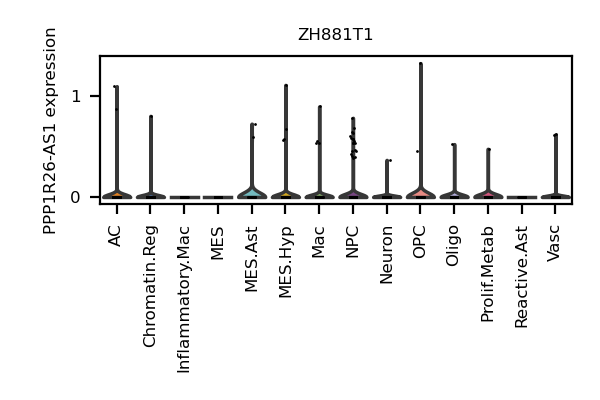 ZH881T1
PPP1R26-AS1 expression
1
0
AC
Chromatin.Reg
Inflammatory.Mac
MES
MES.Ast
MES.Hyp
Mac
NPC
Neuron
OPC
Oligo
Prolif.Metab
Reactive.Ast
Vasc